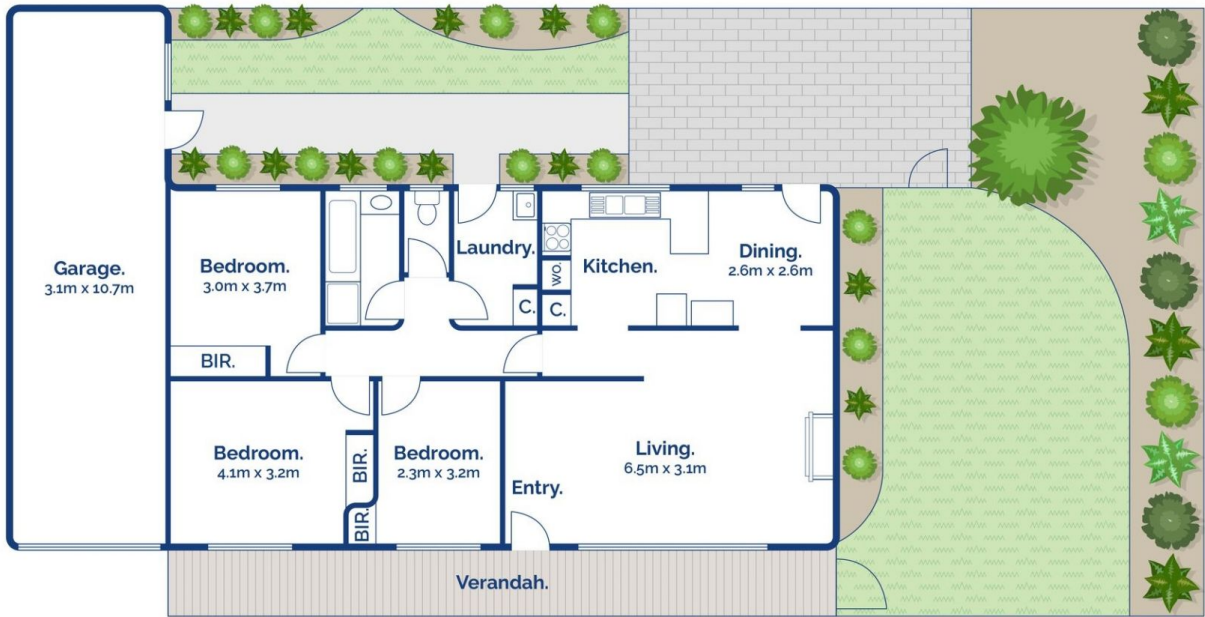 Garage.
3.1m x 10.7m
Bedroom.
3.0m x 3.7m
BIR.
Laundry.
C.
WO.
C.
Kitchen.
Dining.
2.6m x 2.6m
Bedroom.
4.1m x 3.2m
BIR.
BIR.
Bedroom.
2.3m x 3.2m
Entry.
Living.
6.5m x 3.1m
Verandah.